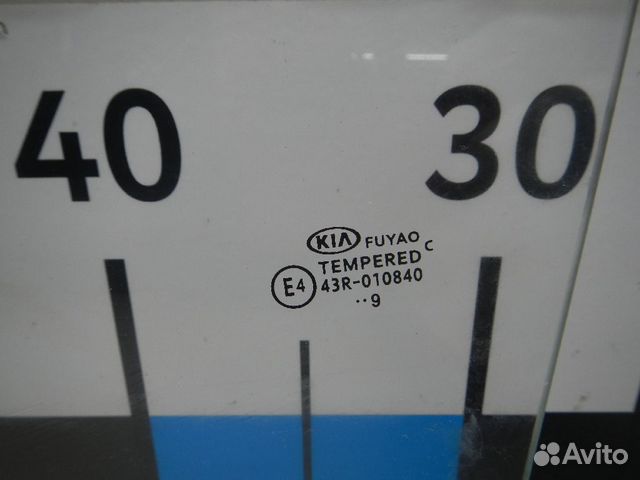 40 30
KIA FUYAO C
TEMPERED
E4 43R-010840
··9
Avito